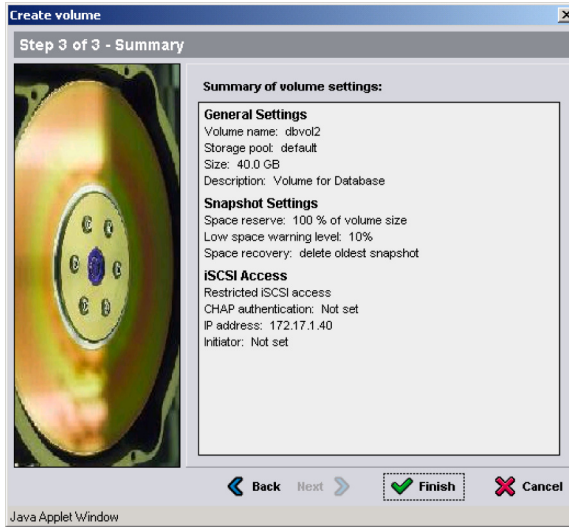 Create volume
Step 3 of 3 - Summary
Summary of volume settings:
General Settings
Volume name: dbvol2
Storage pool: default
Size: 40.0 GB
Description: Volume for Database
Snapshot Settings
Space reserve: 100 % of volume size
Low space warning level: 10%
Space recovery: delete oldest snapshot
iSCSI Access
Restricted iSCSI access
CHAP authentication: Not set
IP address: 172.17.1.40
Initiator: Not set
Back Next Finish Cancel
Java Applet Window